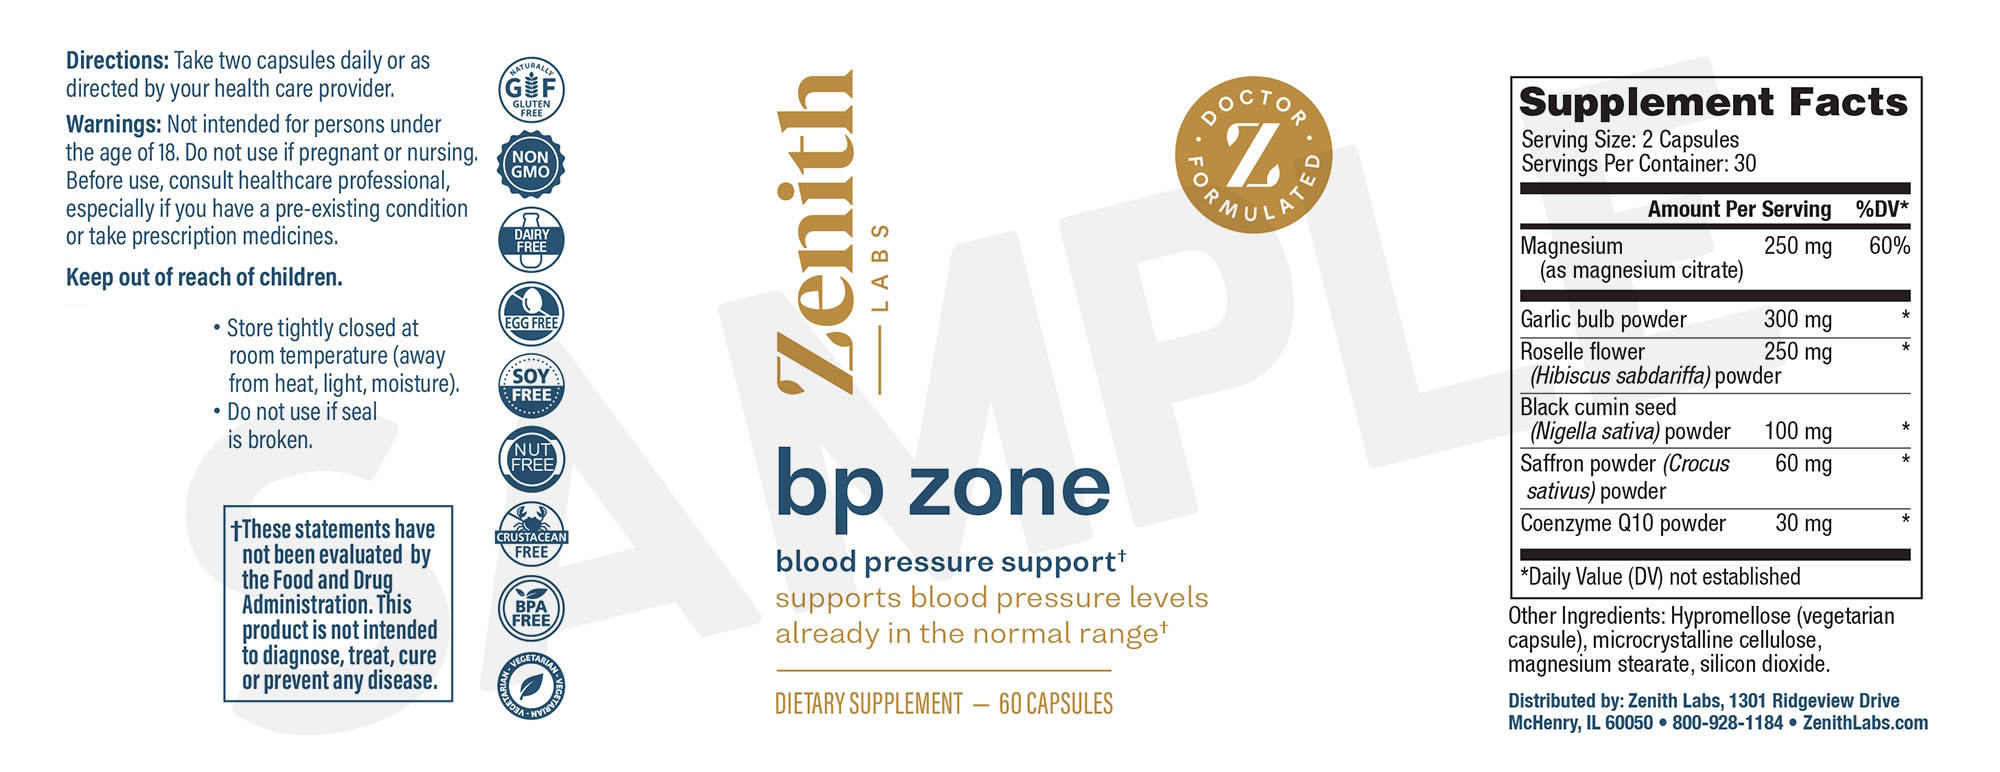 Directions: Take two capsules daily or as
directed by your health care provider.
Warnings: Not intended for persons under
the age of 18. Do not use if pregnant or nursing.
Before use, consult healthcare professional,
especially if you have a pre-existing condition
or take prescription medicines.
Keep out of reach of children.
• Store tightly closed at
room temperature (away
from heat, light, moisture).
• Do not use if seal
is broken.
†These statements have
not been evaluated by
the Food and Drug
Administration. This
product is not intended
to diagnose, treat, cure
or prevent any disease.
NATURALLY
GF
GLUTEN
FREE
NON
GMO
DAIRY
FREE
EGG FREE
SOY
FREE
NUT
FREE
CRUSTACEAN
FREE
BPA
FREE
VEGETARIAN - VEGETARIAN - VEGETARIAN -
Zenith
LABS
DOCTOR
Z
FORMULATED
bp zone
blood pressure support†
supports blood pressure levels
already in the normal range†
DIETARY SUPPLEMENT — 60 CAPSULES
SAMPLE
Supplement Facts
Serving Size: 2 Capsules
Servings Per Container: 30
Amount Per Serving %DV*
Magnesium 250 mg 60%
(as magnesium citrate)
Garlic bulb powder 300 mg *
Roselle flower 250 mg *
(Hibiscus sabdariffa) powder
Black cumin seed
(Nigella sativa) powder 100 mg *
Saffron powder (Crocus 60 mg *
sativus) powder
Coenzyme Q10 powder 30 mg *
*Daily Value (DV) not established
Other Ingredients: Hypromellose (vegetarian
capsule), microcrystalline cellulose,
magnesium stearate, silicon dioxide.
Distributed by: Zenith Labs, 1301 Ridgeview Drive
McHenry, IL 60050 • 800-928-1184 • ZenithLabs.com